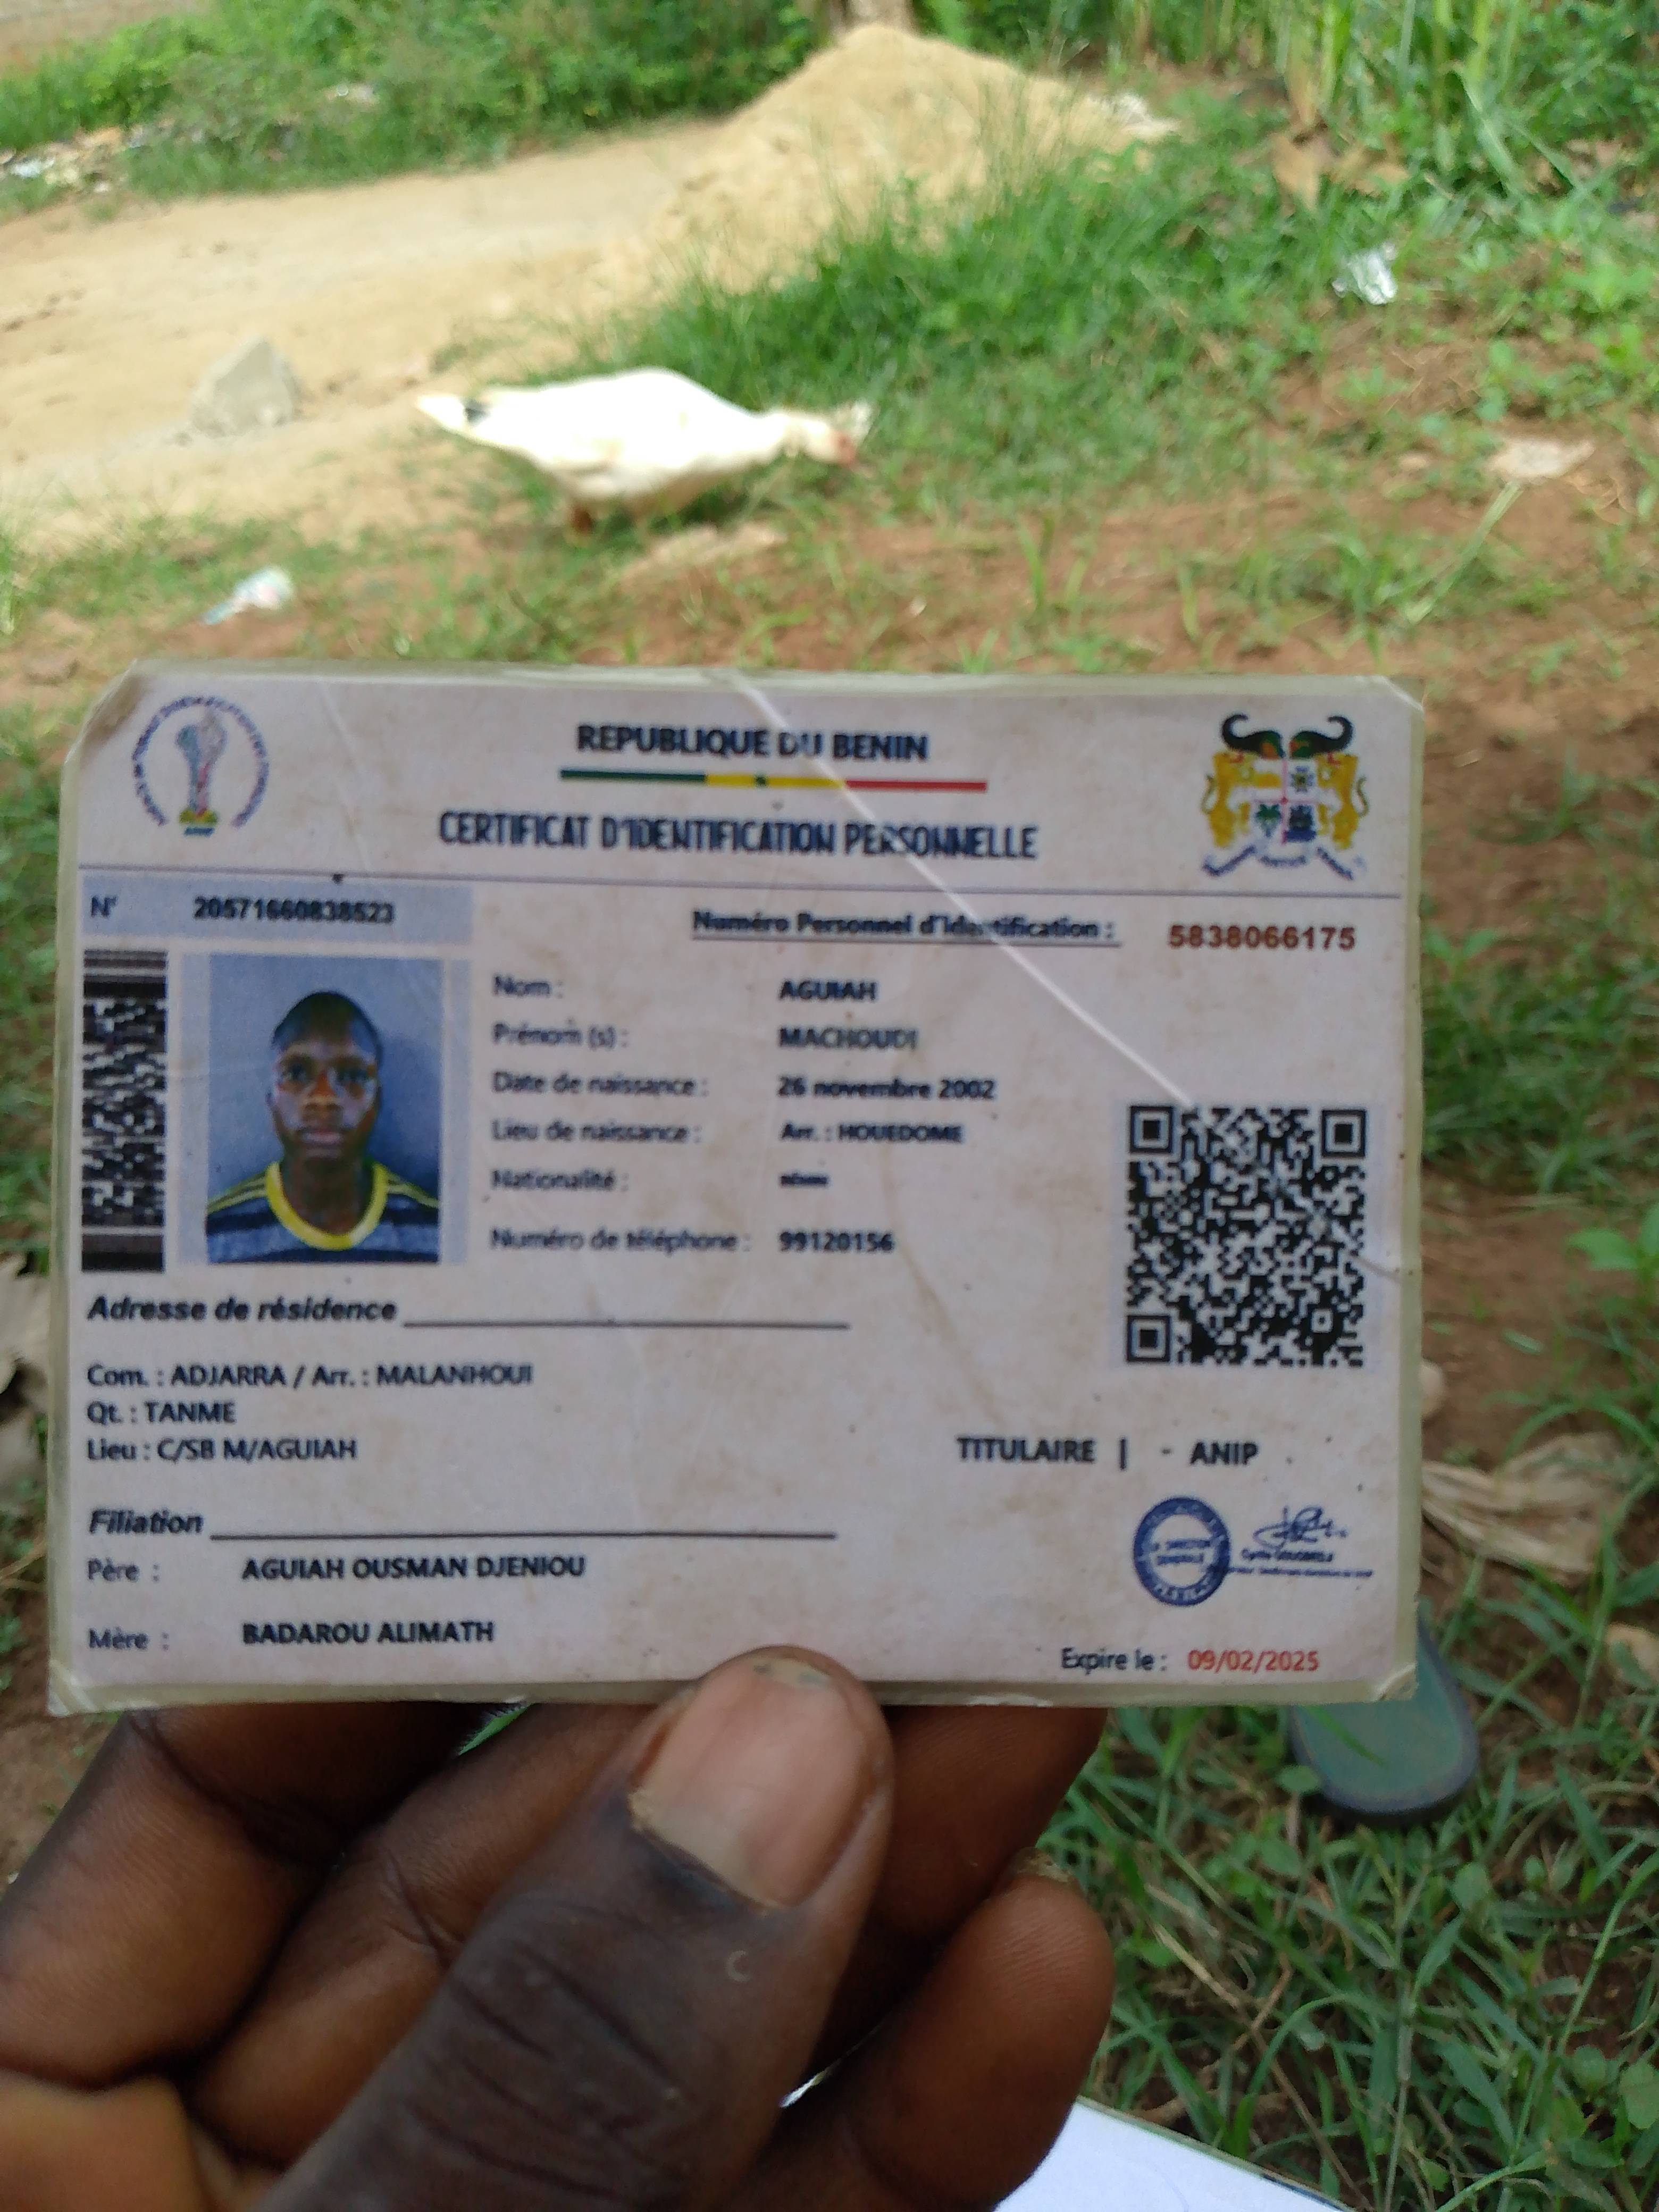 REPUBLIQUE DU BENIN
CERTIFICAT D'IDENTIFICATION PERSONNELLE
N° 20571660838523
Numéro Personnel d'Identification : 5838066175
Nom : AGUIAH
Prénom (s) : MACHOUDI
Date de naissance : 26 novembre 2002
Lieu de naissance : Arr. : HOUEDOME
Nationalité :
Numéro de téléphone : 99120156
Adresse de résidence
Com. : ADJARRA / Arr. : MALANHOUI
Qt. : TANME
Lieu : C/SB M/AGUIAH
TITULAIRE | - ANIP
Filiation
Père : AGUIAH OUSMAN DJENIOU
Mère : BADAROU ALIMATH
LA DIRECTION
GENERALE
Expire le : 09/02/2025